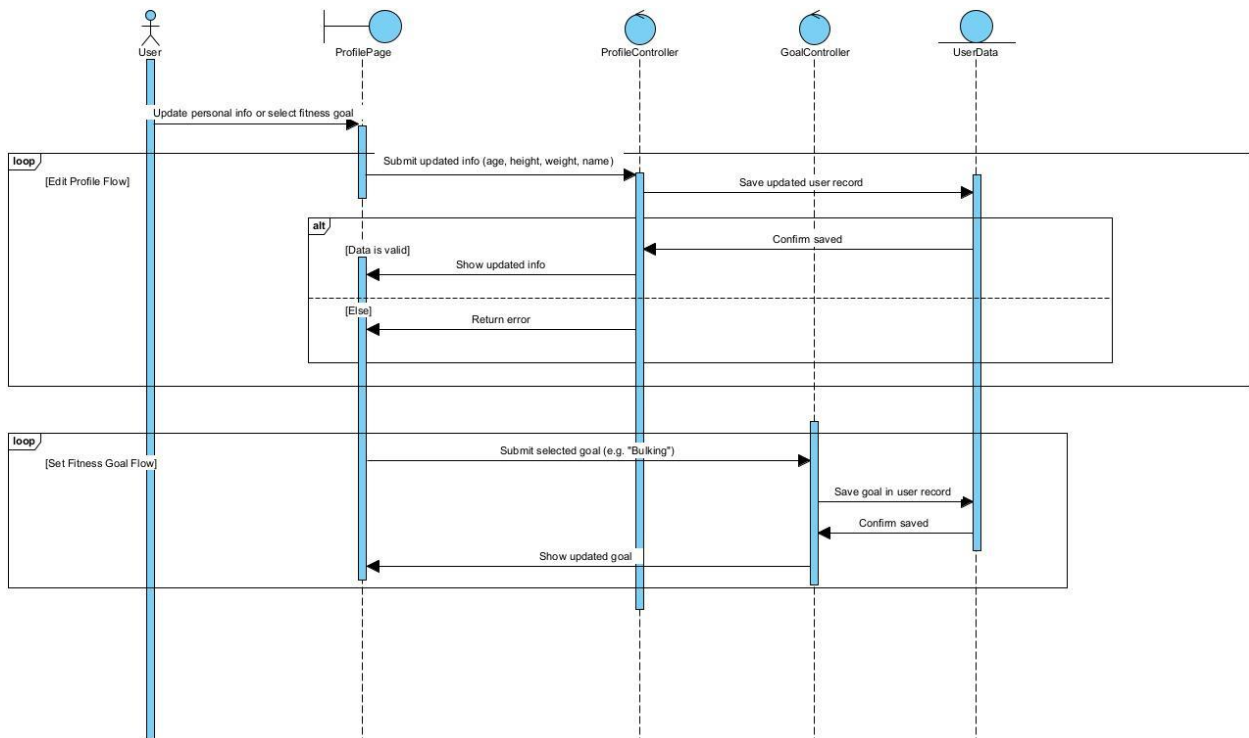 User
ProfilePage
ProfileController
GoalController
UserData
Update personal info or select fitness goal
loop
[Edit Profile Flow]
Submit updated info (age, height, weight, name)
Save updated user record
alt
[Data is valid]
Confirm saved
Show updated info
[Else]
Return error
loop
[Set Fitness Goal Flow]
Submit selected goal (e.g. "Bulking")
Save goal in user record
Confirm saved
Show updated goal